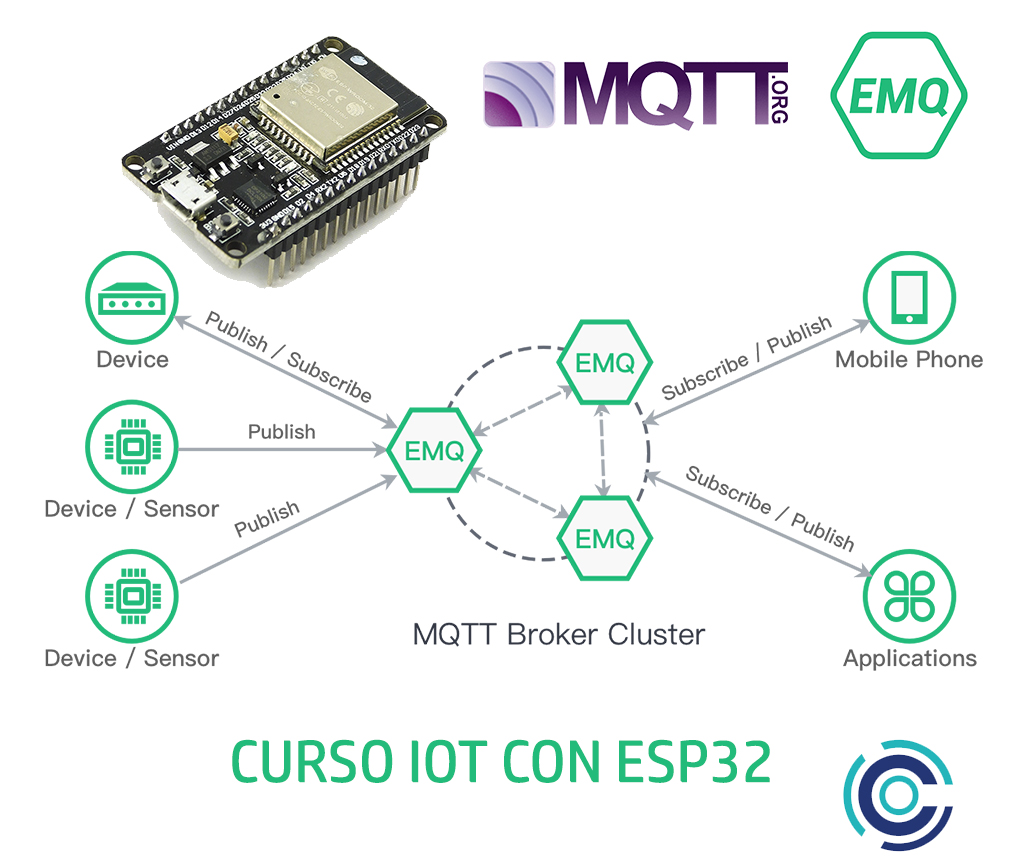 MQTT
.ORG
EMQ
Device
Publish / Subscribe
EMQ
Subscribe / Publish
Mobile Phone
Publish
EMQ
Device / Sensor
Subscribe / Publish
Publish
EMQ
Device / Sensor
MQTT Broker Cluster
Applications
CURSO IOT CON ESP32